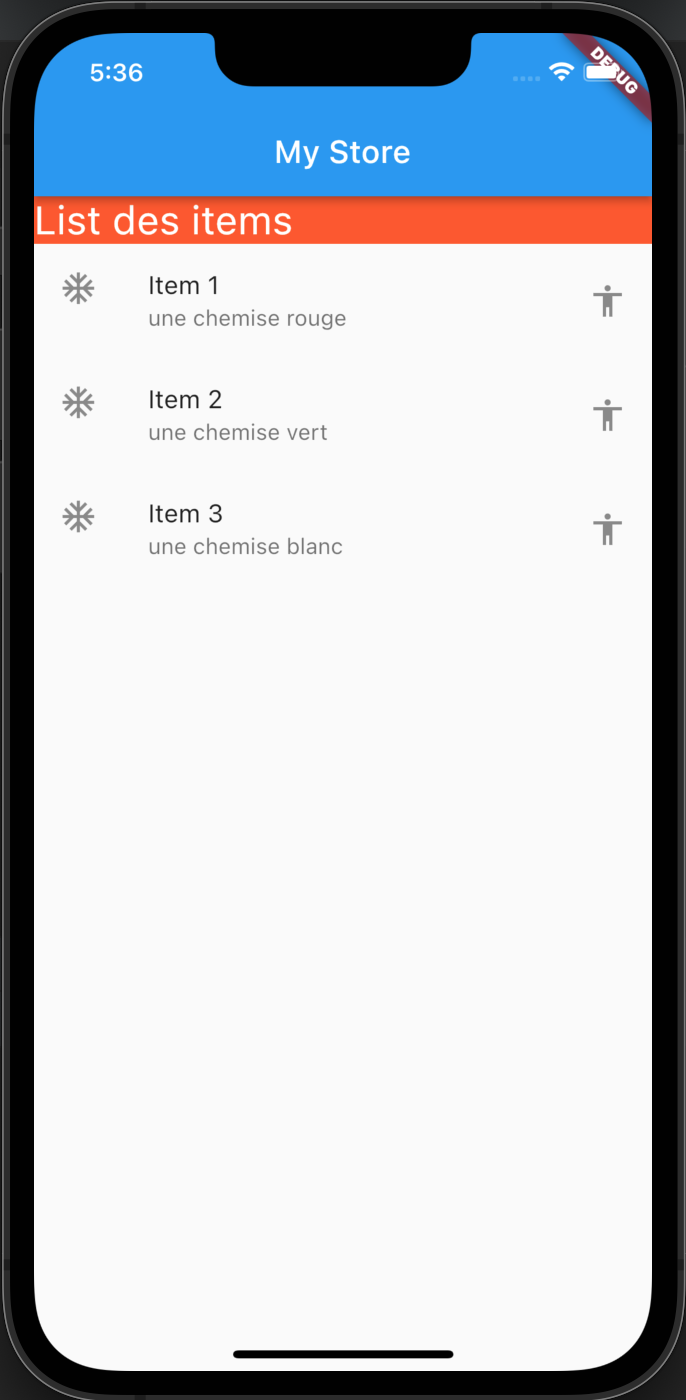 5:36
DEBUG
My Store
List des items
Item 1
une chemise rouge
Item 2
une chemise vert
Item 3
une chemise blanc